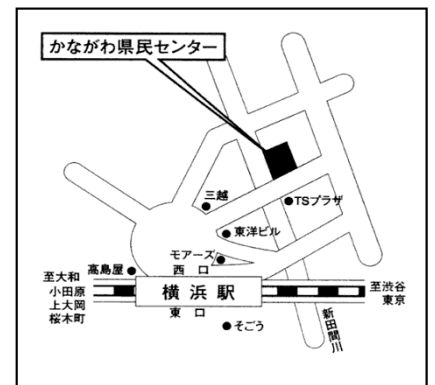 かながわ県民センター
三越
TSプラザ
東洋ビル
モアーズ
高島屋
西口
至大和
小田原
上大岡
桜木町
横浜駅
至渋谷
東京
東口
そごう
新田間川